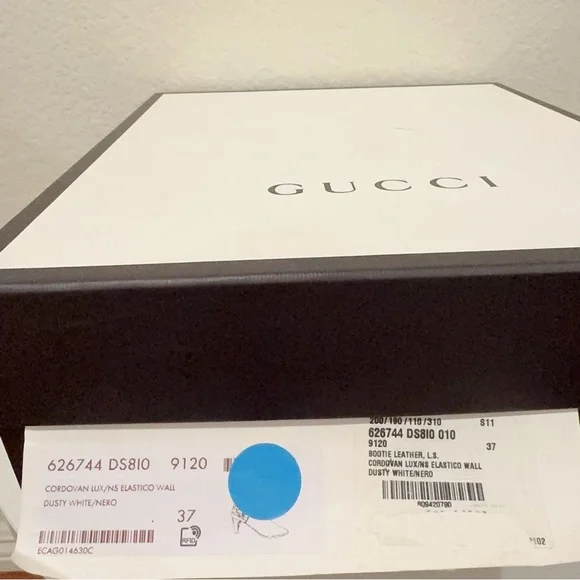 GUCCI
626744 DS8I0 9120
CORDOVAN LUX/NS ELASTICO WALL
DUSTY WHITE/NERO
37
RFID
ECAG014630C
200/190/110/310 S11
626744 DS8I0 010
9120 37
BOOTIE LEATHER, L.S.
CORDOVAN LUX/NS ELASTICO WALL
DUSTY WHITE/NERO